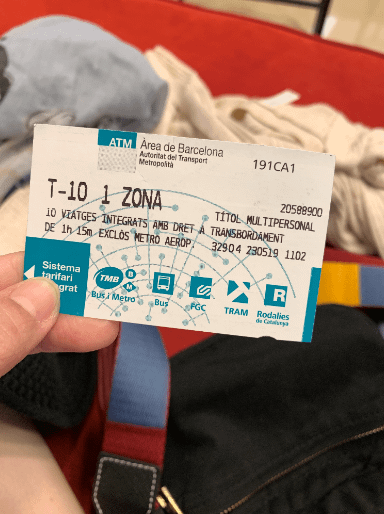 ATM Àrea de Barcelona
Autoritat del Transport
Metropolità
191CA1
T-10 1 ZONA
20588900
TÍTOL MULTIPERSONAL
10 VIATGES INTEGRATS AMB DRET A TRANSBORDAMENT
DE 1h 15m EXCLÒS METRO AEROP. 32904 230519 1102
Sistema
tarifari
TMB B M
Bus i Metro
Bus
FGC
TRAM
R
Rodalies
de Catalunya